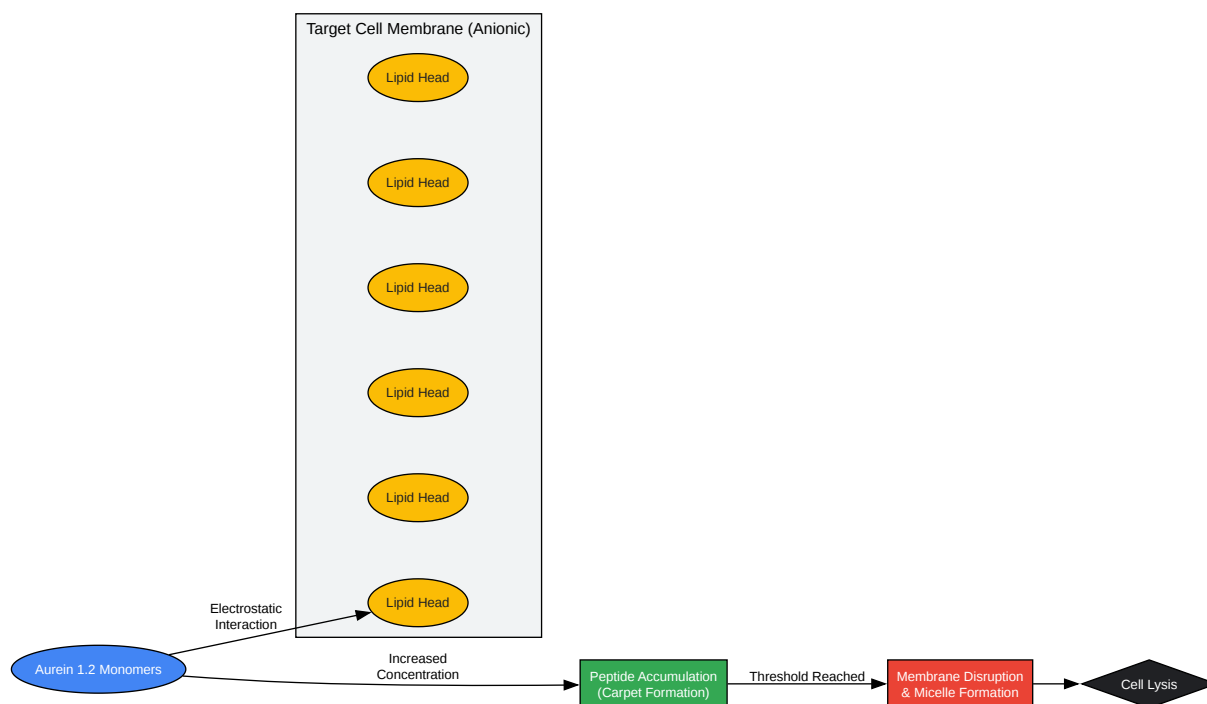 Target Cell Membrane (Anionic)
Lipid Head
Lipid Head
Lipid Head
Lipid Head
Lipid Head
Lipid Head
Electrostatic
Interaction
Aurein 1.2 Monomers
Increased
Concentration
Peptide Accumulation
(Carpet Formation)
Threshold Reached
Membrane Disruption
& Micelle Formation
Cell Lysis